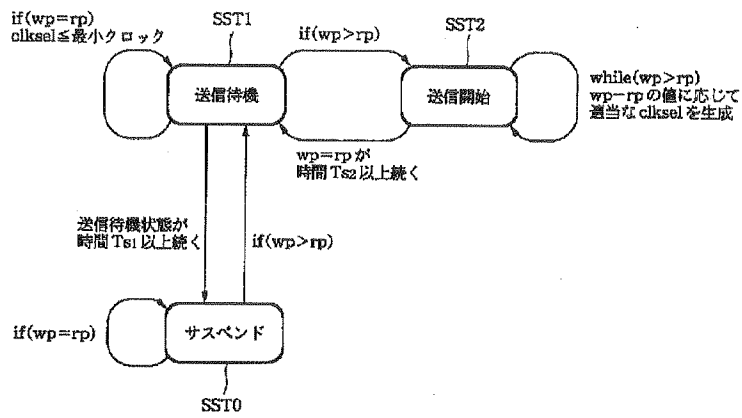 if(wp=rp)
clksel≦最小クロック
SST1
if(wp>rp)
SST2
送信待機
送信開始
while(wp>rp)
wp−rpの値に応じて
適当なclkselを生成
wp=rpが
時間Ts2以上続く
送信待機状態が
時間Ts1以上続く
if(wp>rp)
if(wp=rp)
サスペンド
SST0